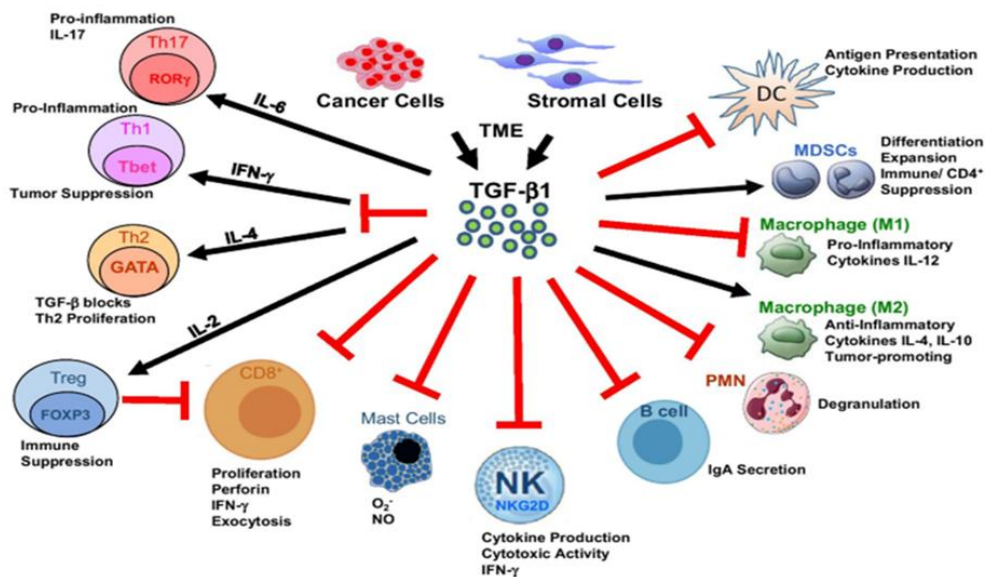 Pro-inflammation
IL-17
Th17
RORγ
Pro-Inflammation
Th1
Tbet
Tumor Suppression
Th2
GATA
TGF-β blocks
Th2 Proliferation
Treg
FOXP3
Immune
Suppression
IL-6
IFN-γ
IL-4
IL-2
Cancer Cells
Stromal Cells
TME
TGF-β1
CD8⁺
Proliferation
Perforin
IFN-γ
Exocytosis
Mast Cells
O₂⁻
NO
NK
NKG2D
Cytokine Production
Cytotoxic Activity
IFN-γ
B cell
IgA Secretion
PMN
Degranulation
Antigen Presentation
Cytokine Production
DC
MDSCs
Differentiation
Expansion
Immune/ CD4⁺
Suppression
Macrophage (M1)
Pro-Inflammatory
Cytokines IL-12
Macrophage (M2)
Anti-Inflammatory
Cytokines IL-4, IL-10
Tumor-promoting